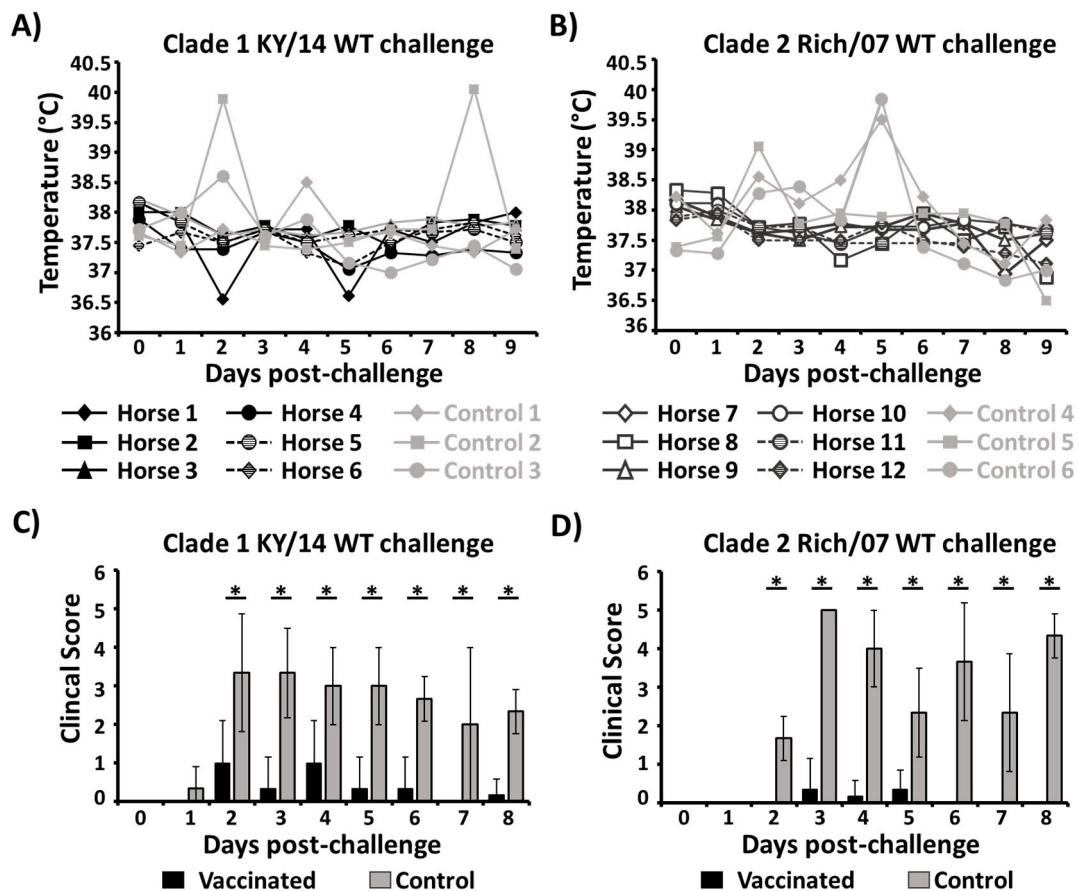 A)
Clade 1 KY/14 WT challenge
Temperature (°C)
40.5
40
39.5
39
38.5
38
37.5
37
36.5
36
0 1 2 3 4 5 6 7 8 9
Days post-challenge
Horse 1 Horse 4 Control 1
Horse 2 Horse 5 Control 2
Horse 3 Horse 6 Control 3
B)
Clade 2 Rich/07 WT challenge
Temperature (°C)
40.5
40
39.5
39
38.5
38
37.5
37
36.5
36
0 1 2 3 4 5 6 7 8 9
Days post-challenge
Horse 7 Horse 10 Control 4
Horse 8 Horse 11 Control 5
Horse 9 Horse 12 Control 6
C)
Clade 1 KY/14 WT challenge
Clincal Score
6
5
4
3
2
1
0
* * * * * * *
0 1 2 3 4 5 6 7 8
Days post-challenge
Vaccinated Control
D)
Clade 2 Rich/07 WT challenge
Clinical Score
6
5
4
3
2
1
0
* * * * * * *
0 1 2 3 4 5 6 7 8
Days post-challenge
Vaccinated Control